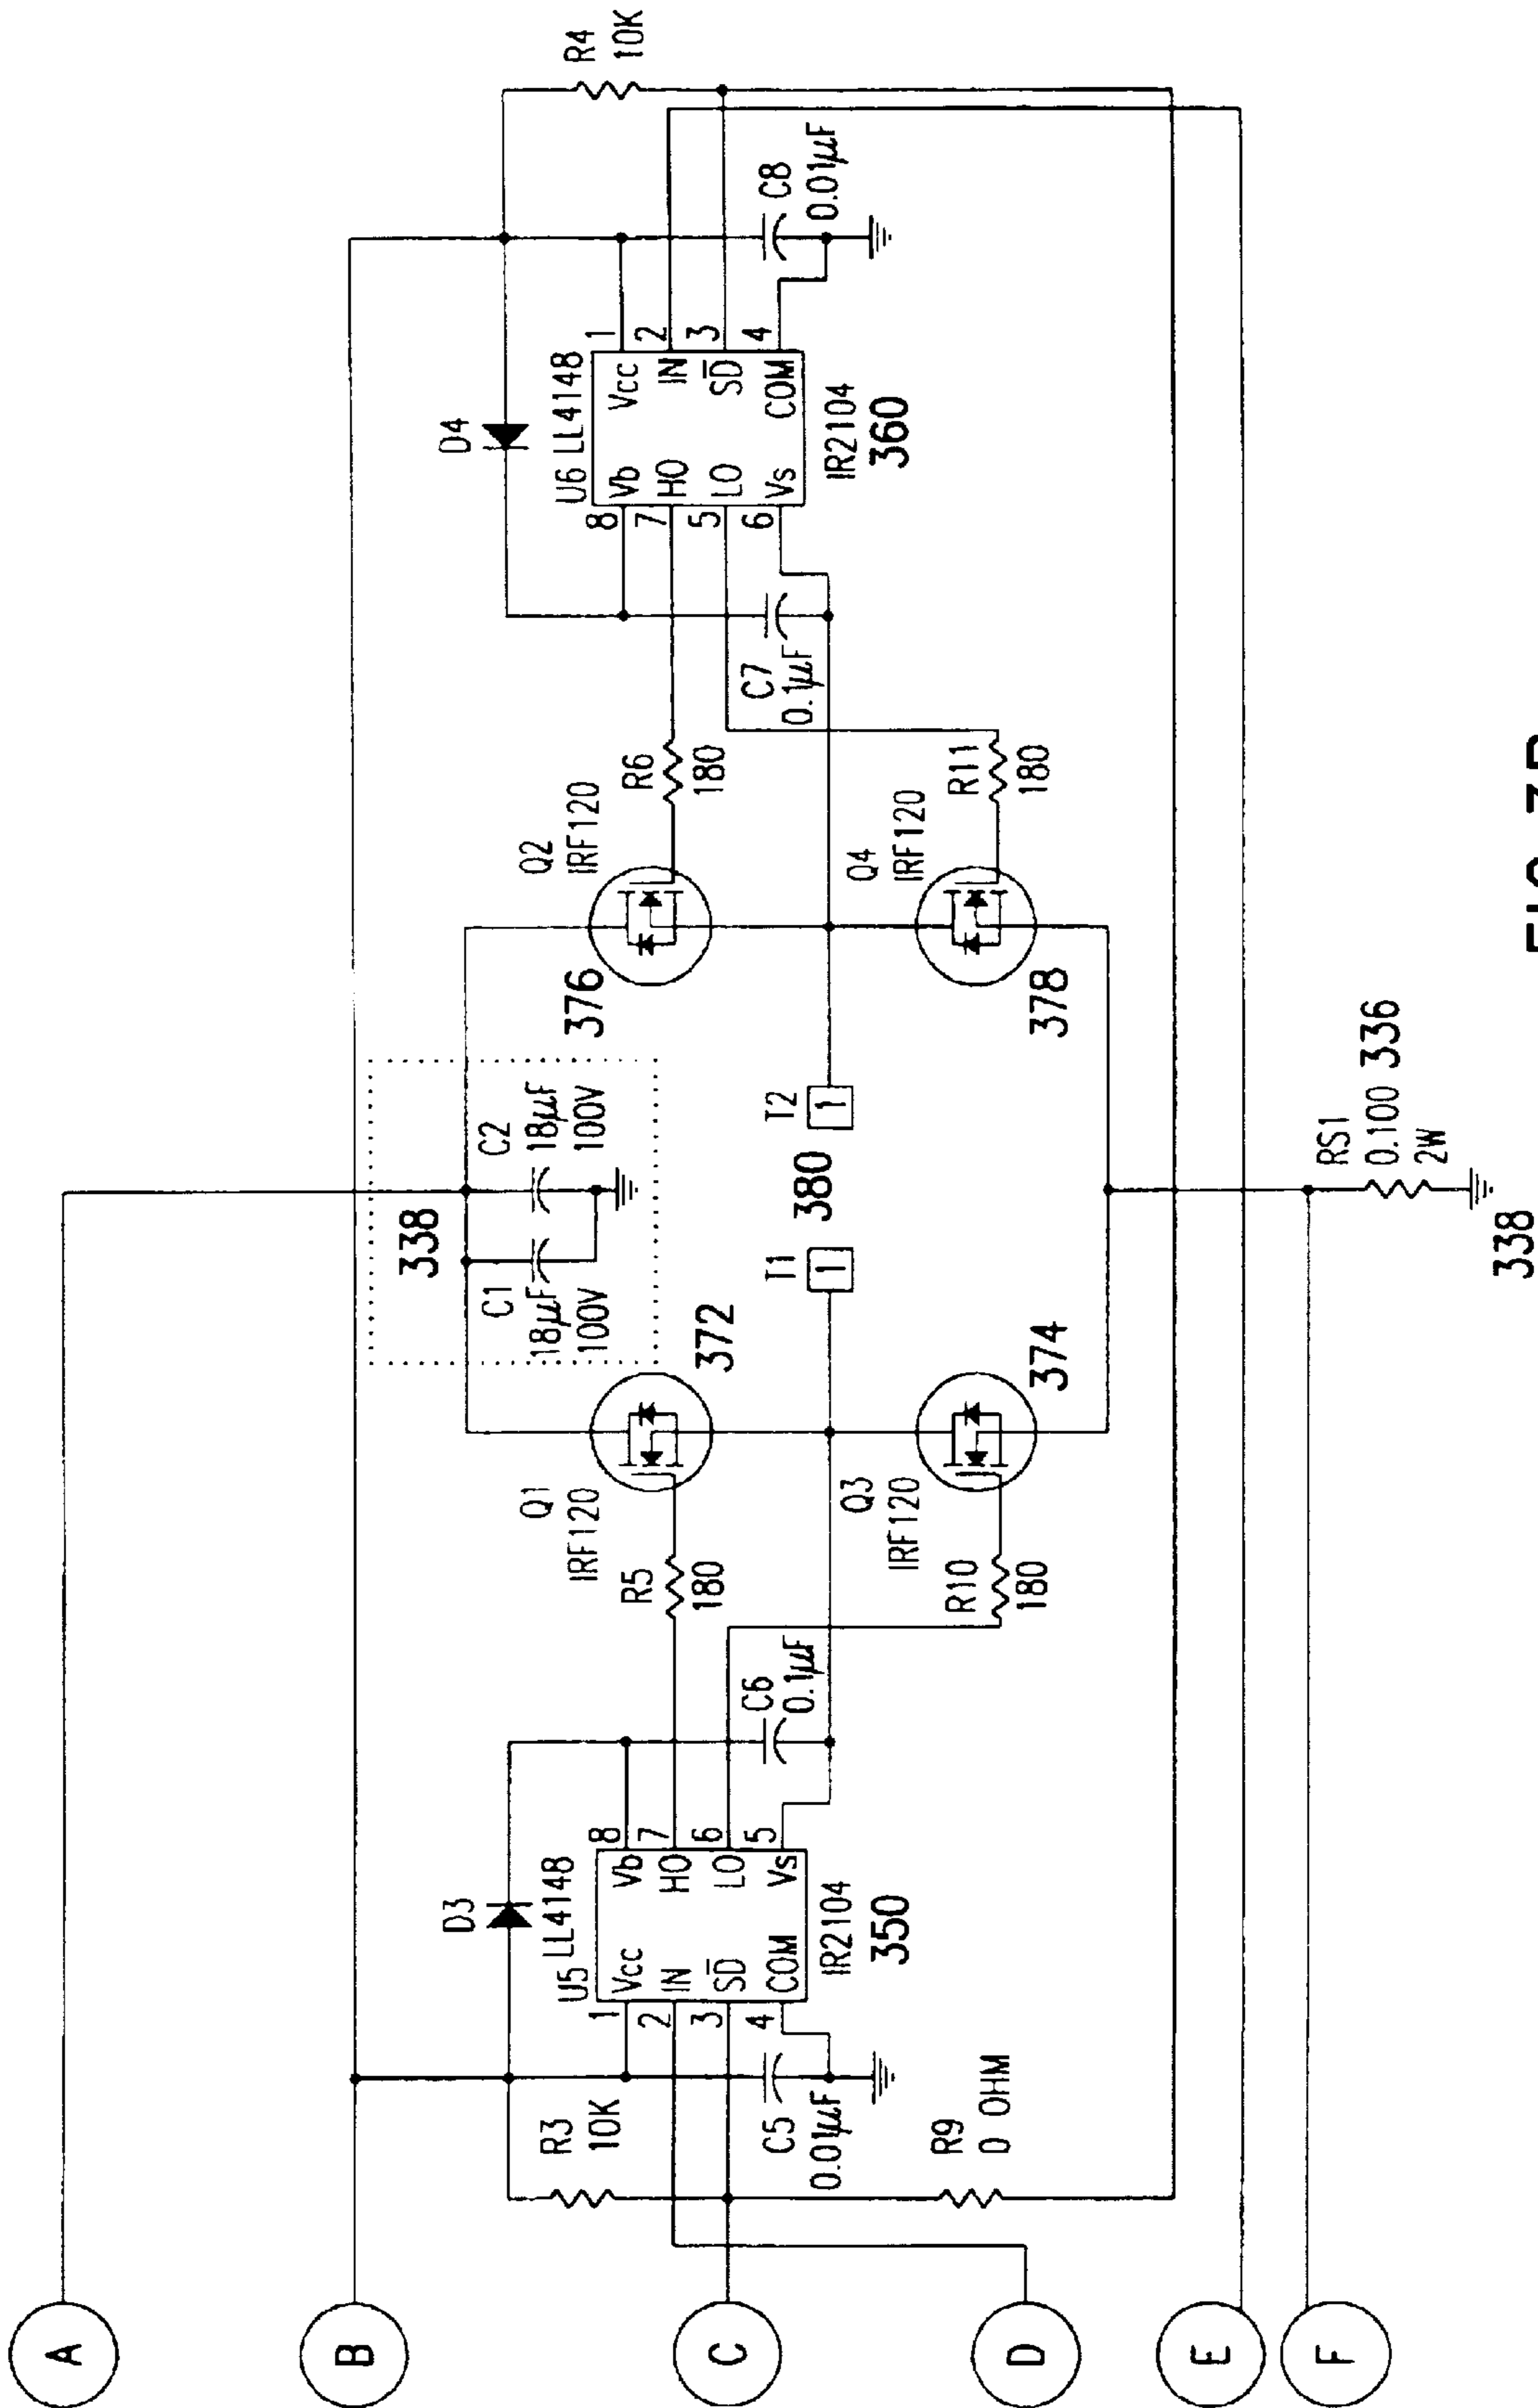 A
B
C
D
E
F
R3
10K
C5
0.01µF
R9
0 OHM
D3
LL4148
U5
1
2
3
4
Vcc
IN
SD
COM
Vb
HO
LO
Vs
8
7
6
5
IR2104
350
C6
0.1µF
R5
180
R10
180
Q1
IRF120
372
Q3
IRF120
374
338
C1
18µF
100V
C2
18µF
100V
T1
1
380
T2
1
Q2
IRF120
376
Q4
IRF120
378
R6
180
R11
180
C7
0.1µF
D4
LL4148
U6
8
7
5
6
Vb
HO
LO
Vs
Vcc
IN
SD
COM
1
2
3
4
IR2104
360
C8
0.01µF
R4
10K
RS1
0.100 336
2W
338